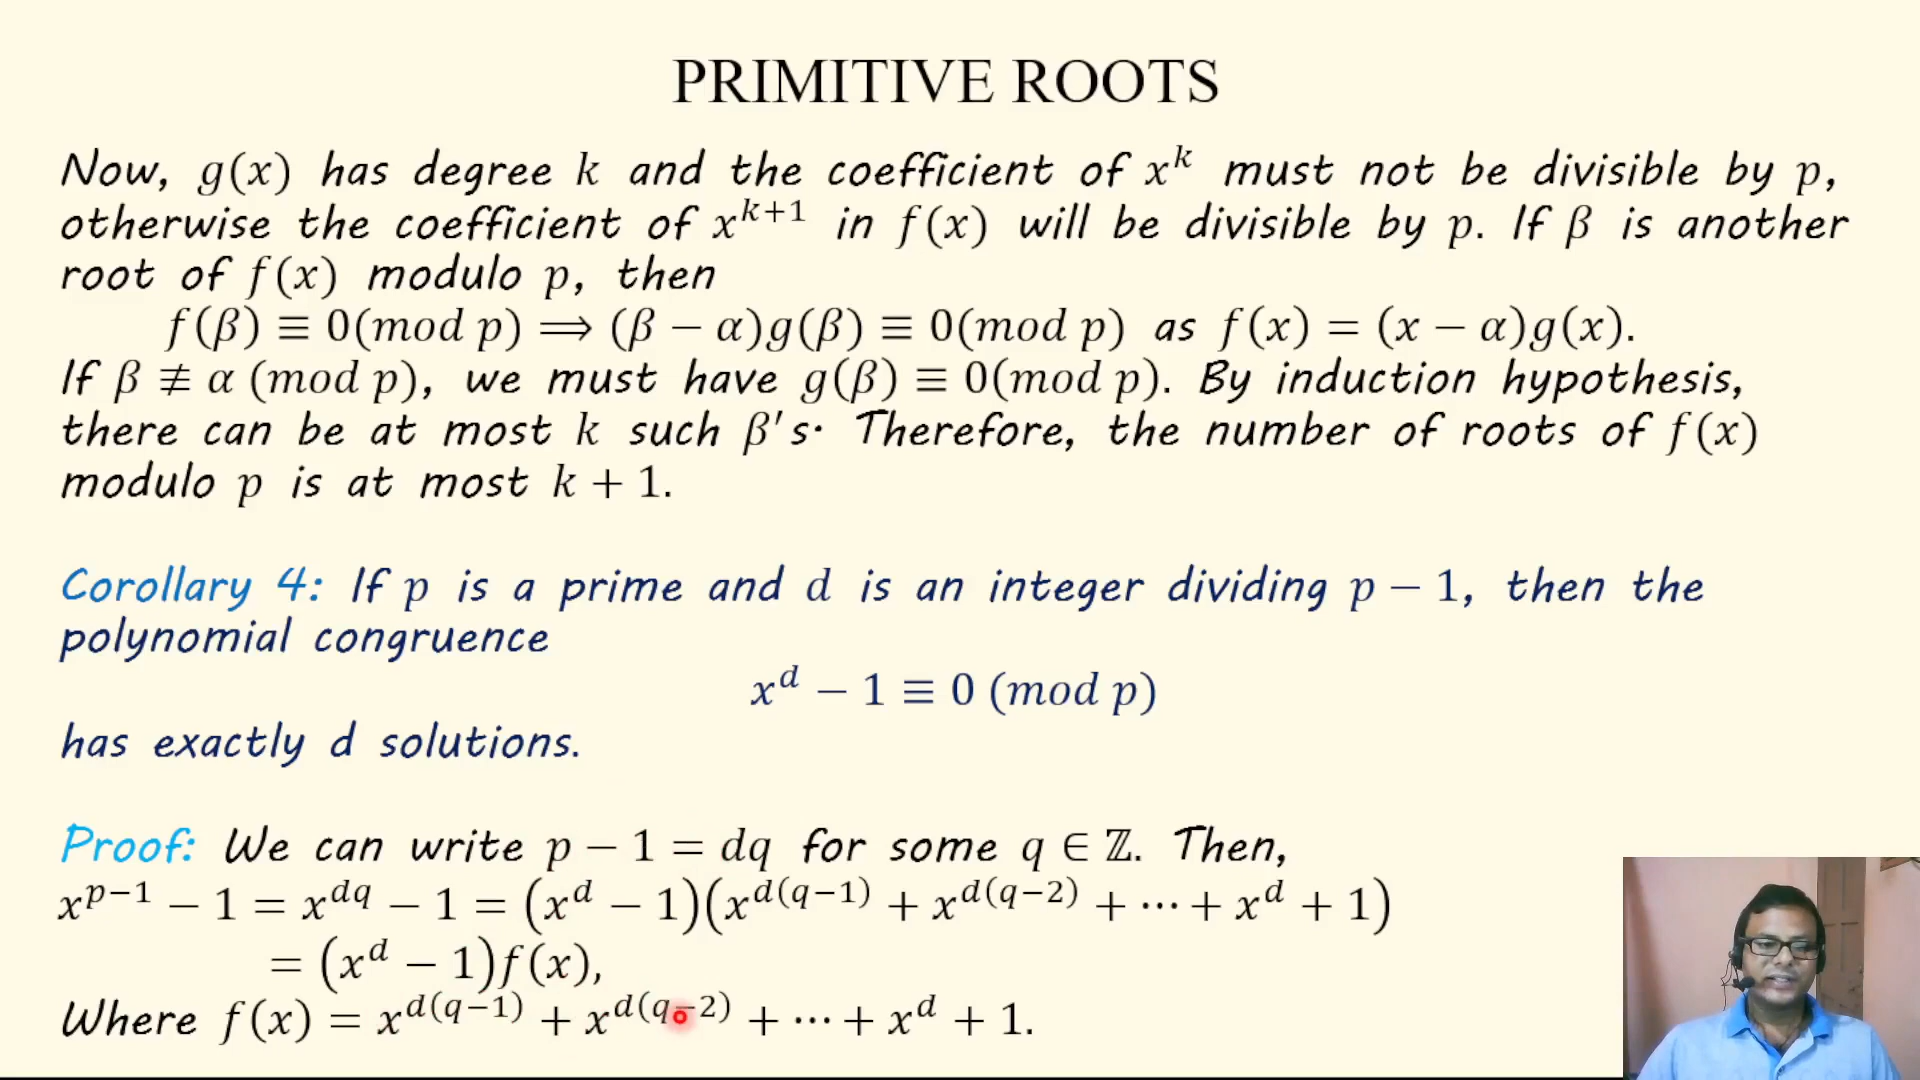 PRIMITIVE ROOTS
Now, g(x) has degree k and the coefficient of x^k must not be divisible by p,
otherwise the coefficient of x^{k+1} in f(x) will be divisible by p. If β is another
root of f(x) modulo p, then
f(β) ≡ 0(mod p) ⟹ (β − α)g(β) ≡ 0(mod p) as f(x) = (x − α)g(x).
If β ≢ α (mod p), we must have g(β) ≡ 0(mod p). By induction hypothesis,
there can be at most k such β's. Therefore, the number of roots of f(x)
modulo p is at most k + 1.
Corollary 4: If p is a prime and d is an integer dividing p − 1, then the
polynomial congruence
x^d − 1 ≡ 0 (mod p)
has exactly d solutions.
Proof: We can write p − 1 = dq for some q ∈ ℤ. Then,
x^{p−1} − 1 = x^{dq} − 1 = (x^d − 1)(x^{d(q−1)} + x^{d(q−2)} + ⋯ + x^d + 1)
= (x^d − 1)f(x),
Where f(x) = x^{d(q−1)} + x^{d(q−2)} + ⋯ + x^d + 1.